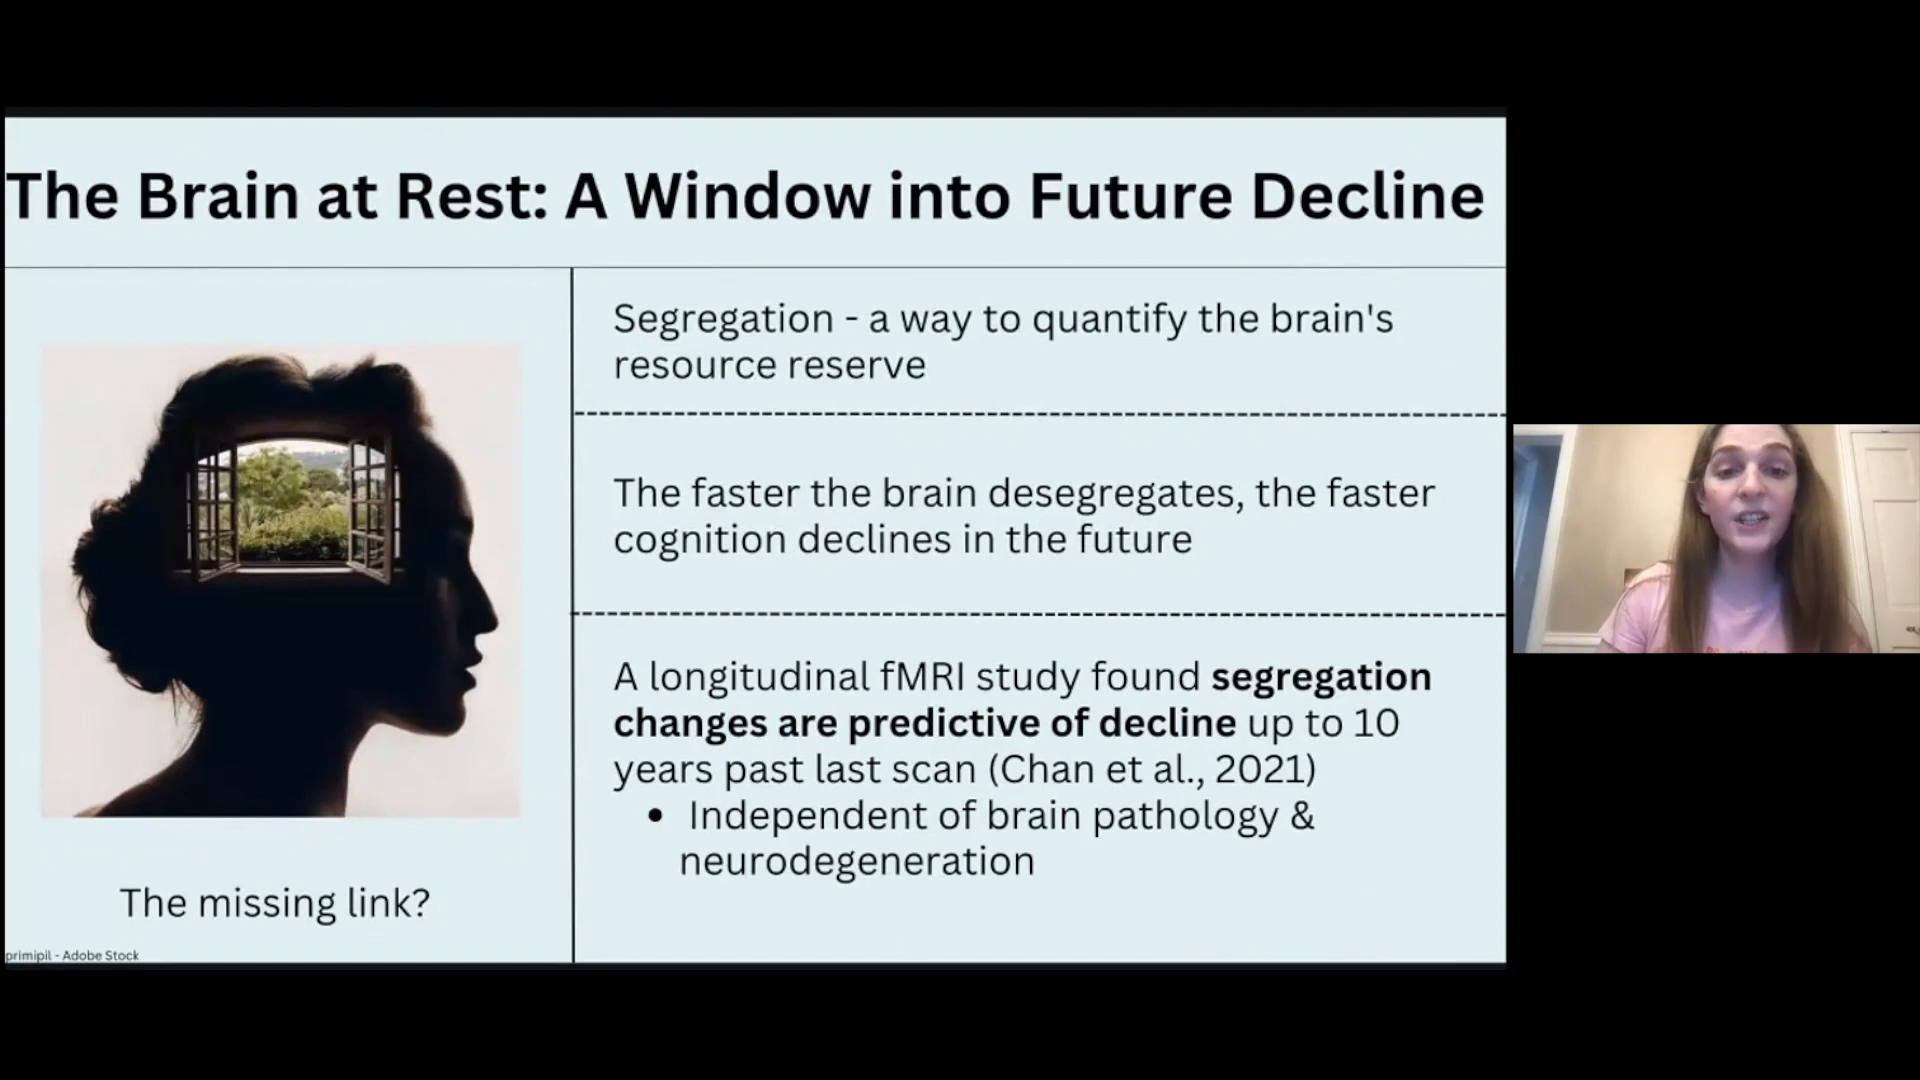 The Brain at Rest: A Window into Future Decline
Segregation - a way to quantify the brain's
resource reserve
The faster the brain desegregates, the faster
cognition declines in the future
A longitudinal fMRI study found segregation
changes are predictive of decline up to 10
years past last scan (Chan et al., 2021)
• Independent of brain pathology &
neurodegeneration
The missing link?
primipil - Adobe Stock